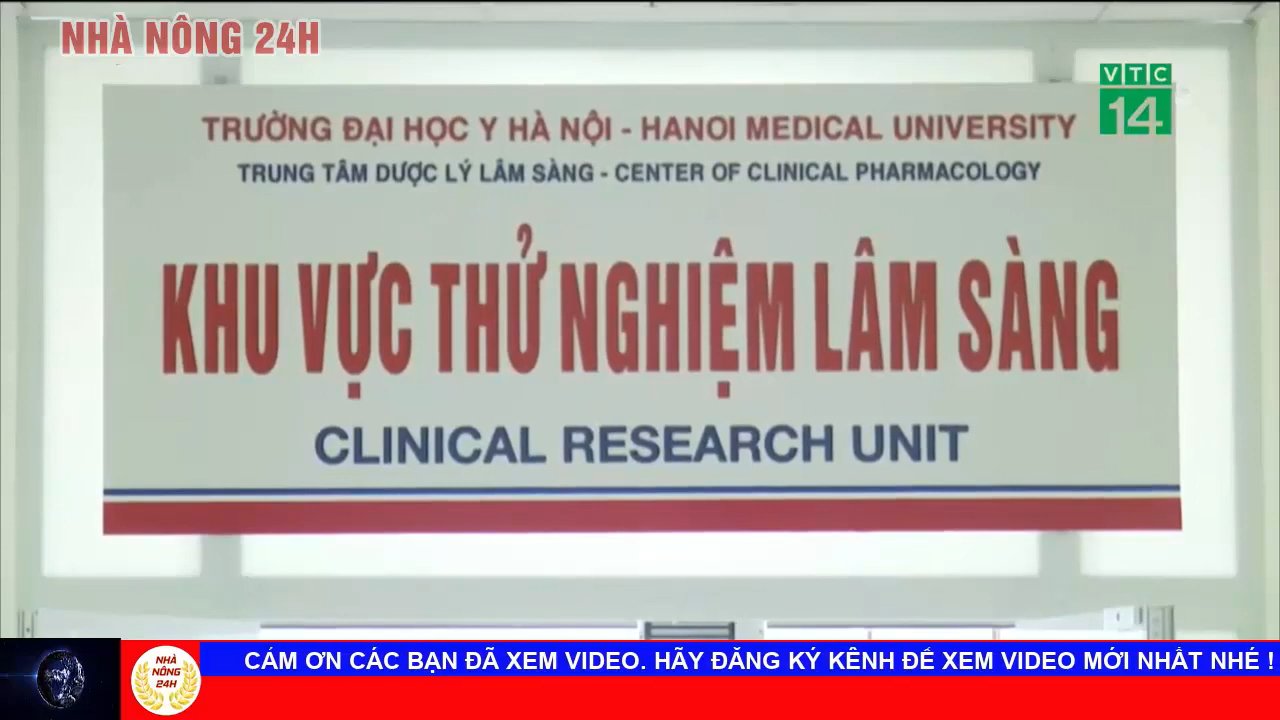 NHÀ NÔNG 24H
VTC
14
TRƯỜNG ĐẠI HỌC Y HÀ NỘI - HANOI MEDICAL UNIVERSITY
TRUNG TÂM DƯỢC LÝ LÂM SÀNG - CENTER OF CLINICAL PHARMACOLOGY
KHU VỰC THỬ NGHIỆM LÂM SÀNG
CLINICAL RESEARCH UNIT
NHÀ
NÔNG
24H
CÁM ƠN CÁC BẠN ĐÃ XEM VIDEO. HÃY ĐĂNG KÝ KÊNH ĐỂ XEM VIDEO MỚI NHẤT NHÉ !